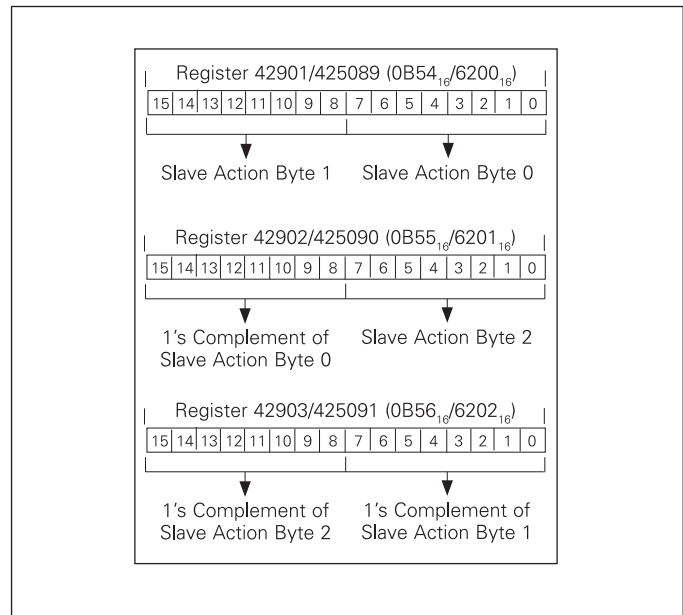 Register 42901/425089 (0B54₁₆/6200₁₆)
15 14 13 12 11 10 9 8 7 6 5 4 3 2 1 0
Slave Action Byte 1 Slave Action Byte 0
Register 42902/425090 (0B55₁₆/6201₁₆)
15 14 13 12 11 10 9 8 7 6 5 4 3 2 1 0
1's Complement of
Slave Action Byte 0
Slave Action Byte 2
Register 42903/425091 (0B56₁₆/6202₁₆)
15 14 13 12 11 10 9 8 7 6 5 4 3 2 1 0
1's Complement of
Slave Action Byte 2
1's Complement of
Slave Action Byte 1